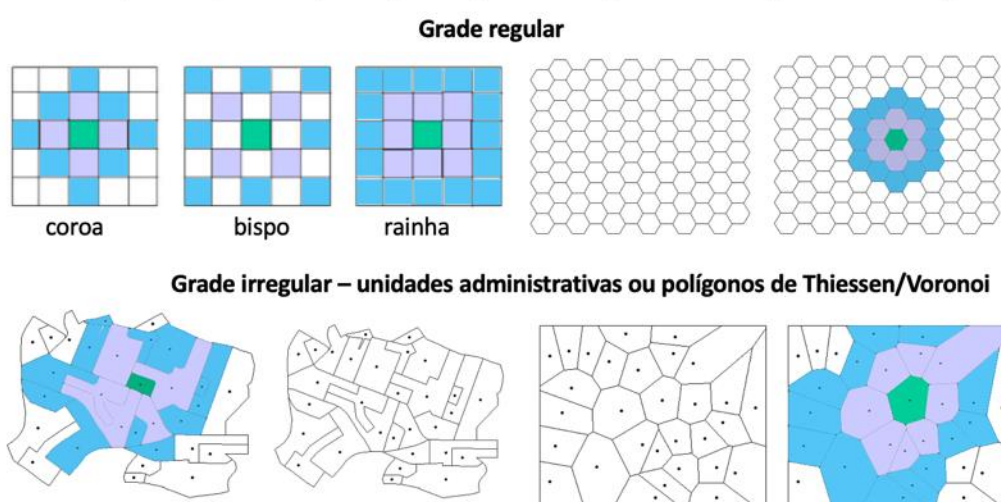 Grade regular
coroa
bispo
rainha
Grade irregular – unidades administrativas ou polígonos de Thiessen/Voronoi